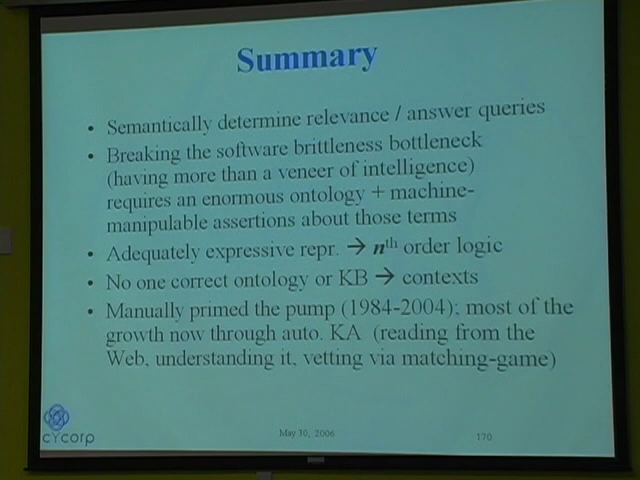 Summary
• Semantically determine relevance / answer queries
• Breaking the software brittleness bottleneck
(having more than a veneer of intelligence)
requires an enormous ontology + machine-
manipulable assertions about those terms
• Adequately expressive repr. → nth order logic
• No one correct ontology or KB → contexts
• Manually primed the pump (1984-2004); most of the
growth now through auto. KA (reading from the
Web, understanding it, vetting via matching-game)
cycorp
May 30, 2006
170